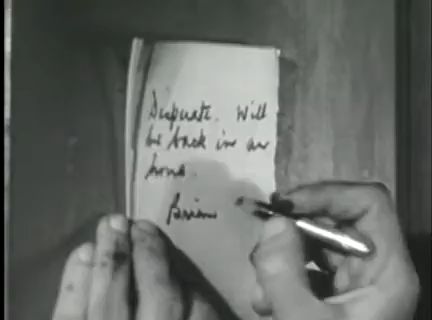 Desperate. Will
be back in an
hour.
Brian